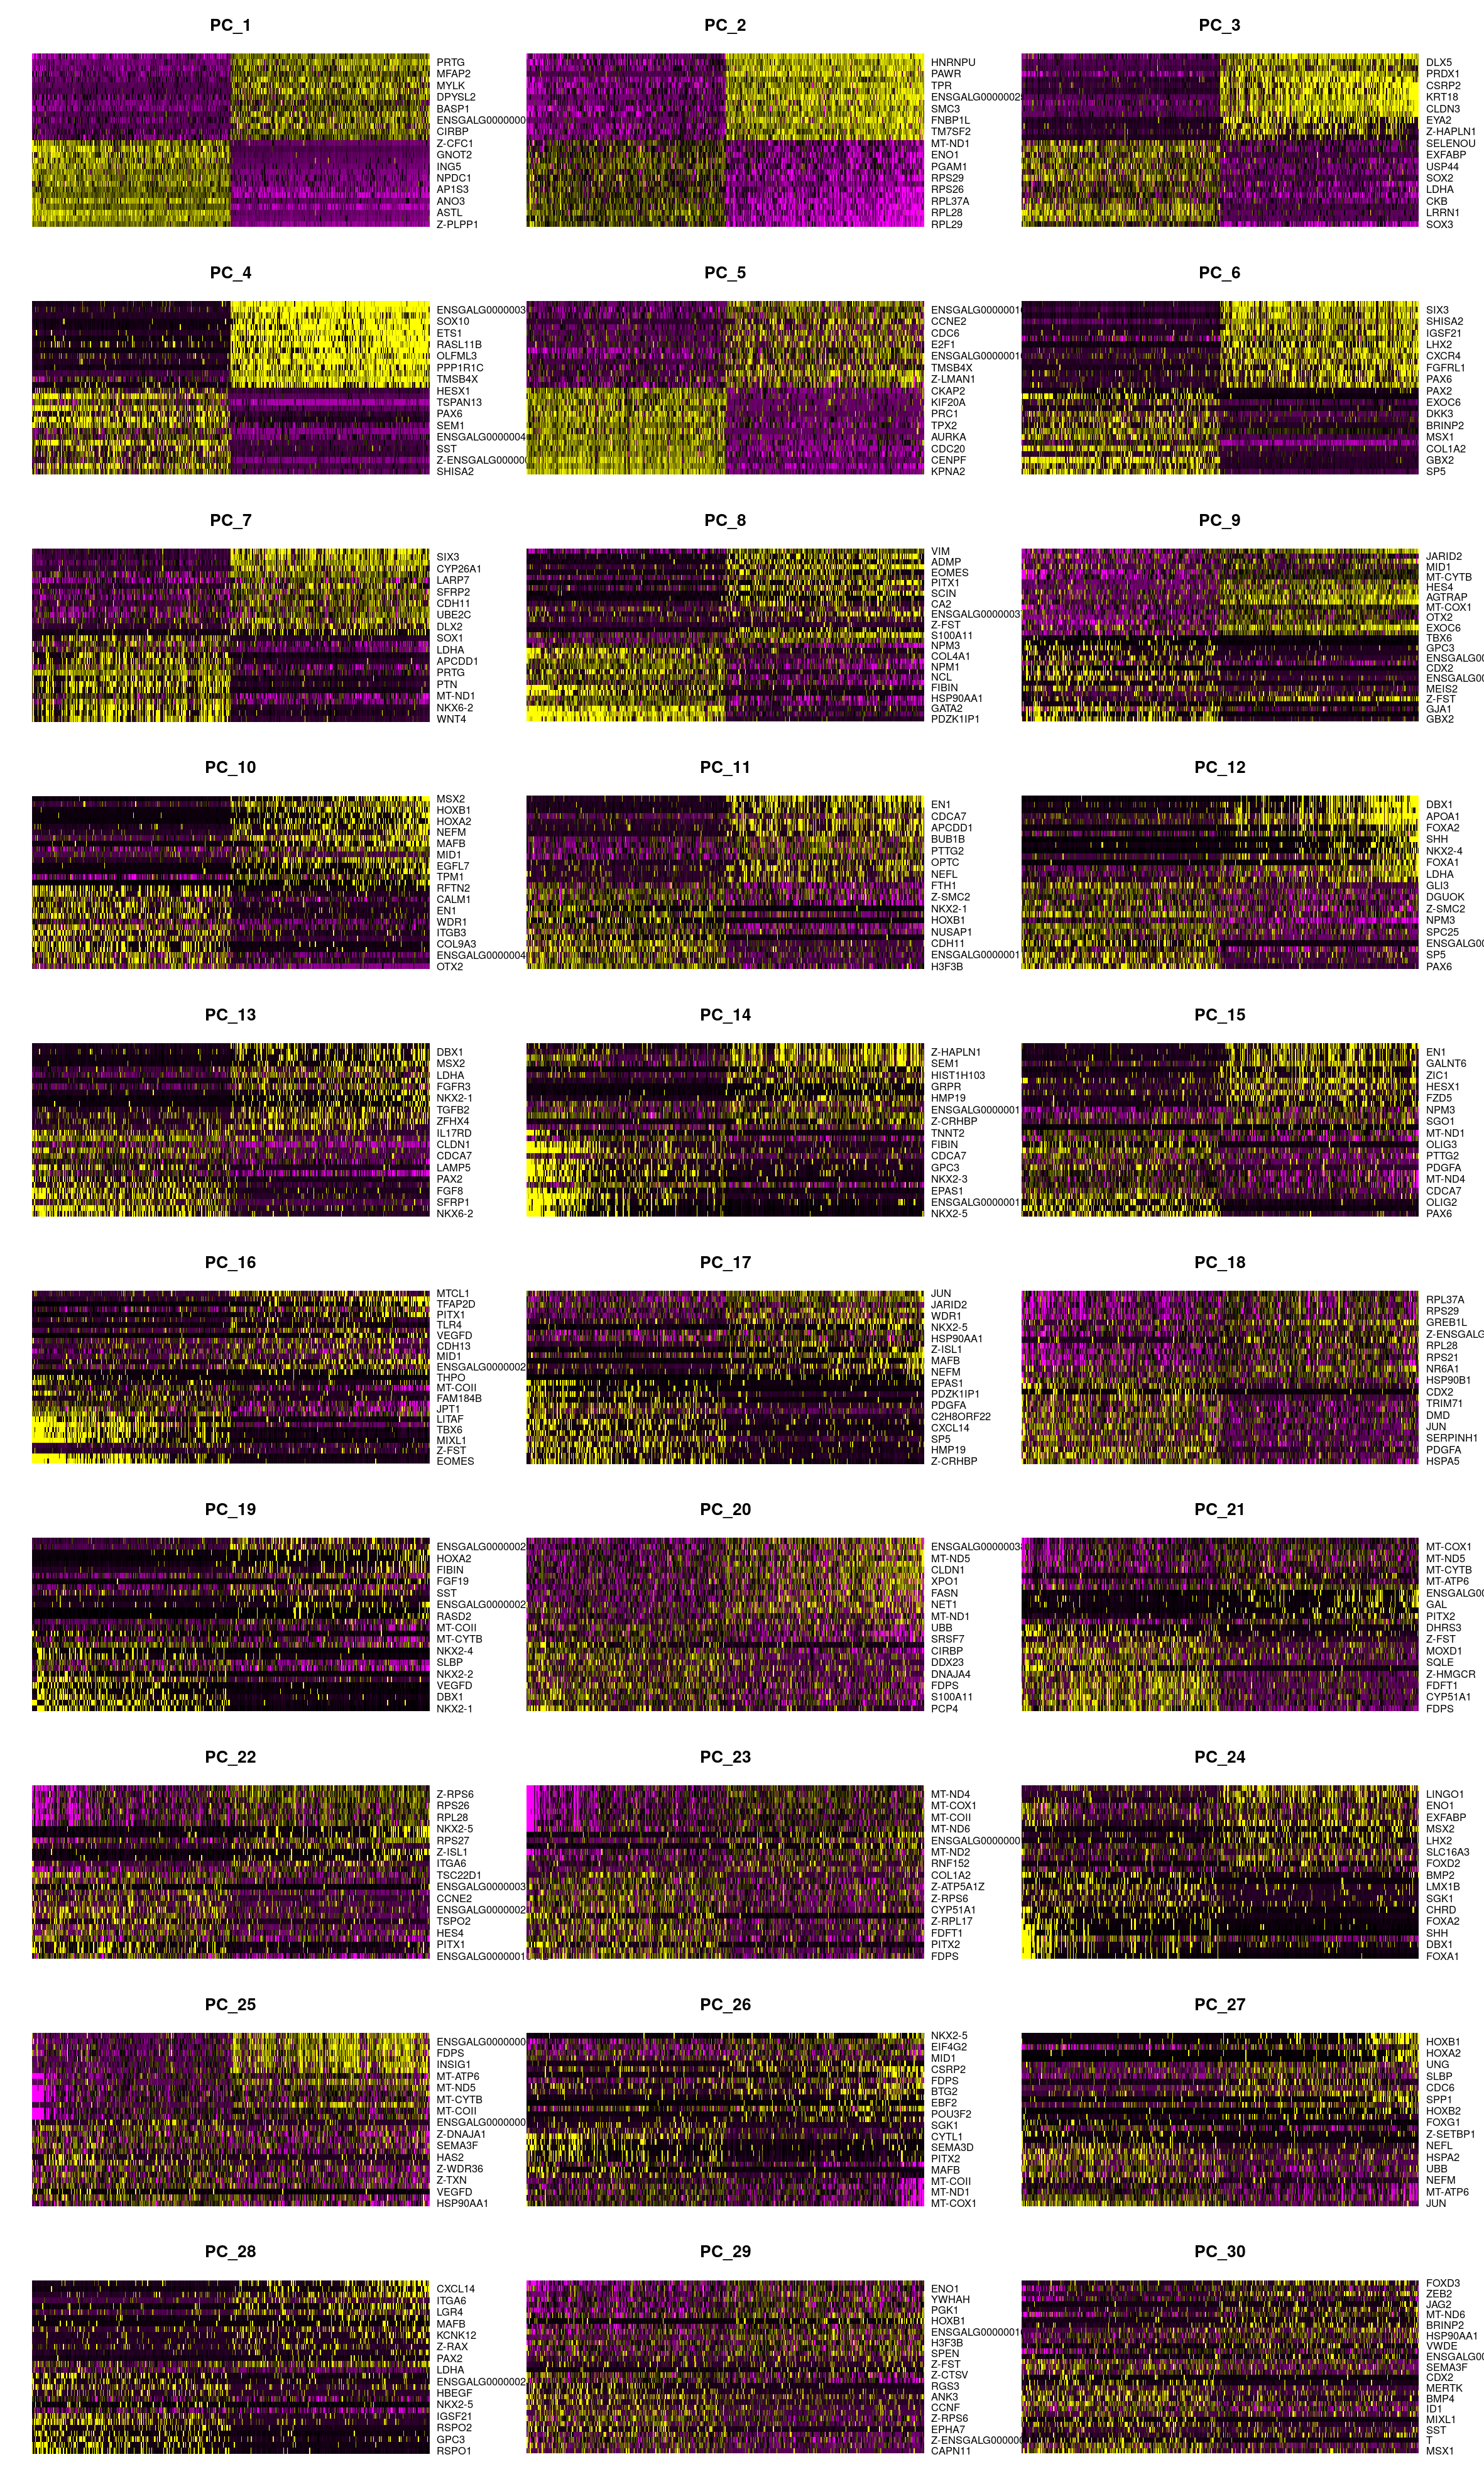 PC_1
PRTG
MFAP2
MYLK
DPYSL2
BASP1
ENSGALG0000000
CIRBP
Z-CFC1
GNOT2
ING5
NPDC1
AP1S3
ANO3
ASTL
Z-PLPP1
PC_2
HNRNPU
PAWR
TPR
ENSGALG0000002
SMC3
FNBP1L
TM7SF2
MT-ND1
ENO1
PGAM1
RPS29
RPS26
RPL37A
RPL28
RPL29
PC_3
DLX5
PRDX1
CSRP2
KRT18
CLDN3
EYA2
Z-HAPLN1
SELENOU
EXFABP
USP44
SOX2
LDHA
CKB
LRRN1
SOX3
PC_4
ENSGALG0000003
SOX10
ETS1
RASL11B
OLFML3
PPP1R1C
TMSB4X
HESX1
TSPAN13
PAX6
SEM1
ENSGALG0000004
SST
Z-ENSGALG00000
SHISA2
PC_5
ENSGALG0000001
CCNE2
CDC6
E2F1
ENSGALG0000001
TMSB4X
Z-LMAN1
CKAP2
KIF20A
PRC1
TPX2
AURKA
CDC20
CENPF
KPNA2
PC_6
SIX3
SHISA2
IGSF21
LHX2
CXCR4
FGFRL1
PAX6
PAX2
EXOC6
DKK3
BRINP2
MSX1
COL1A2
GBX2
SP5
PC_7
SIX3
CYP26A1
LARP7
SFRP2
CDH11
UBE2C
DLX2
SOX1
LDHA
APCDD1
PRTG
PTN
MT-ND1
NKX6-2
WNT4
PC_8
VIM
ADMP
EOMES
PITX1
SCIN
CA2
ENSGALG0000003
Z-FST
S100A11
NPM3
COL4A1
NPM1
NCL
FIBIN
HSP90AA1
GATA2
PDZK1IP1
PC_9
JARID2
MID1
MT-CYTB
HES4
AGTRAP
MT-COX1
OTX2
EXOC6
TBX6
GPC3
ENSGALG00
CDX2
ENSGALG00
MEIS2
Z-FST
GJA1
GBX2
PC_10
MSX2
HOXB1
HOXA2
NEFM
MAFB
MID1
EGFL7
TPM1
RFTN2
CALM1
EN1
WDR1
ITGB3
COL9A3
ENSGALG0000004
OTX2
PC_11
EN1
CDCA7
APCDD1
BUB1B
PTTG2
OPTC
NEFL
FTH1
Z-SMC2
NKX2-1
HOXB1
NUSAP1
CDH11
ENSGALG0000001
H3F3B
PC_12
DBX1
APOA1
FOXA2
SHH
NKX2-4
FOXA1
LDHA
GLI3
DGUOK
Z-SMC2
NPM3
SPC25
ENSGALG00
SP5
PAX6
PC_13
DBX1
MSX2
LDHA
FGFR3
NKX2-1
TGFB2
ZFHX4
IL17RD
CLDN1
CDCA7
LAMP5
PAX2
FGF8
SFRP1
NKX6-2
PC_14
Z-HAPLN1
SEM1
HIST1H103
GRPR
HMP19
ENSGALG0000001
Z-CRHBP
TNNT2
FIBIN
CDCA7
GPC3
NKX2-3
EPAS1
ENSGALG0000001
NKX2-5
PC_15
EN1
GALNT6
ZIC1
HESX1
FZD5
NPM3
SGO1
MT-ND1
OLIG3
PTTG2
PDGFA
MT-ND4
CDCA7
OLIG2
PAX6
PC_16
MTCL1
TFAP2D
PITX1
TLR4
VEGFD
CDH13
MID1
ENSGALG0000002
THPO
MT-COII
FAM184B
JPT1
LITAF
TBX6
MIXL1
Z-FST
EOMES
PC_17
JUN
JARID2
WDR1
NKX2-5
HSP90AA1
Z-ISL1
MAFB
NEFM
EPAS1
PDZK1IP1
PDGFA
C2H8ORF22
CXCL14
SP5
HMP19
Z-CRHBP
PC_18
RPL37A
RPS29
GREB1L
Z-ENSGALG
RPL28
RPS21
NR6A1
HSP90B1
CDX2
TRIM71
DMD
JUN
SERPINH1
PDGFA
HSPA5
PC_19
ENSGALG0000002
HOXA2
FIBIN
FGF19
SST
ENSGALG0000002
RASD2
MT-COII
MT-CYTB
NKX2-4
SLBP
NKX2-2
VEGFD
DBX1
NKX2-1
PC_20
ENSGALG0000003
MT-ND5
CLDN1
XPO1
FASN
NET1
MT-ND1
UBB
SRSF7
CIRBP
DDX23
DNAJA4
FDPS
S100A11
PCP4
PC_21
MT-COX1
MT-ND5
MT-CYTB
MT-ATP6
ENSGALG00
GAL
PITX2
DHRS3
Z-FST
MOXD1
SQLE
Z-HMGCR
FDFT1
CYP51A1
FDPS
PC_22
Z-RPS6
RPS26
RPL28
NKX2-5
RPS27
Z-ISL1
ITGA6
TSC22D1
ENSGALG0000003
CCNE2
ENSGALG0000002
TSPO2
HES4
PITX1
ENSGALG0000001
PC_23
MT-ND4
MT-COX1
MT-COII
MT-ND6
ENSGALG0000000
MT-ND2
RNF152
COL1A2
Z-ATP5A1Z
Z-RPS6
CYP51A1
Z-RPL17
FDFT1
PITX2
FDPS
PC_24
LINGO1
ENO1
EXFABP
MSX2
LHX2
SLC16A3
FOXD2
BMP2
LMX1B
SGK1
CHRD
FOXA2
SHH
DBX1
FOXA1
PC_25
ENSGALG0000000
FDPS
INSIG1
MT-ATP6
MT-ND5
MT-CYTB
MT-COII
ENSGALG0000000
Z-DNAJA1
SEMA3F
HAS2
Z-WDR36
Z-TXN
VEGFD
HSP90AA1
PC_26
NKX2-5
EIF4G2
MID1
CSRP2
FDPS
BTG2
EBF2
POU3F2
SGK1
CYTL1
SEMA3D
PITX2
MAFB
MT-COII
MT-ND1
MT-COX1
PC_27
HOXB1
HOXA2
UNG
SLBP
CDC6
SPP1
HOXB2
FOXG1
Z-SETBP1
NEFL
HSPA2
UBB
NEFM
MT-ATP6
JUN
PC_28
CXCL14
ITGA6
LGR4
MAFB
KCNK12
Z-RAX
PAX2
LDHA
ENSGALG0000002
HBEGF
NKX2-5
IGSF21
RSPO2
GPC3
RSPO1
PC_29
ENO1
YWHAH
PGK1
HOXB1
ENSGALG0000001
H3F3B
SPEN
Z-FST
Z-CTSV
RGS3
ANK3
CCNF
Z-RPS6
EPHA7
Z-ENSGALG00000
CAPN11
PC_30
FOXD3
ZEB2
JAG2
MT-ND6
BRINP2
HSP90AA1
VWDE
ENSGALG00
SEMA3F
CDX2
MERTK
BMP4
ID1
MIXL1
SST
T
MSX1